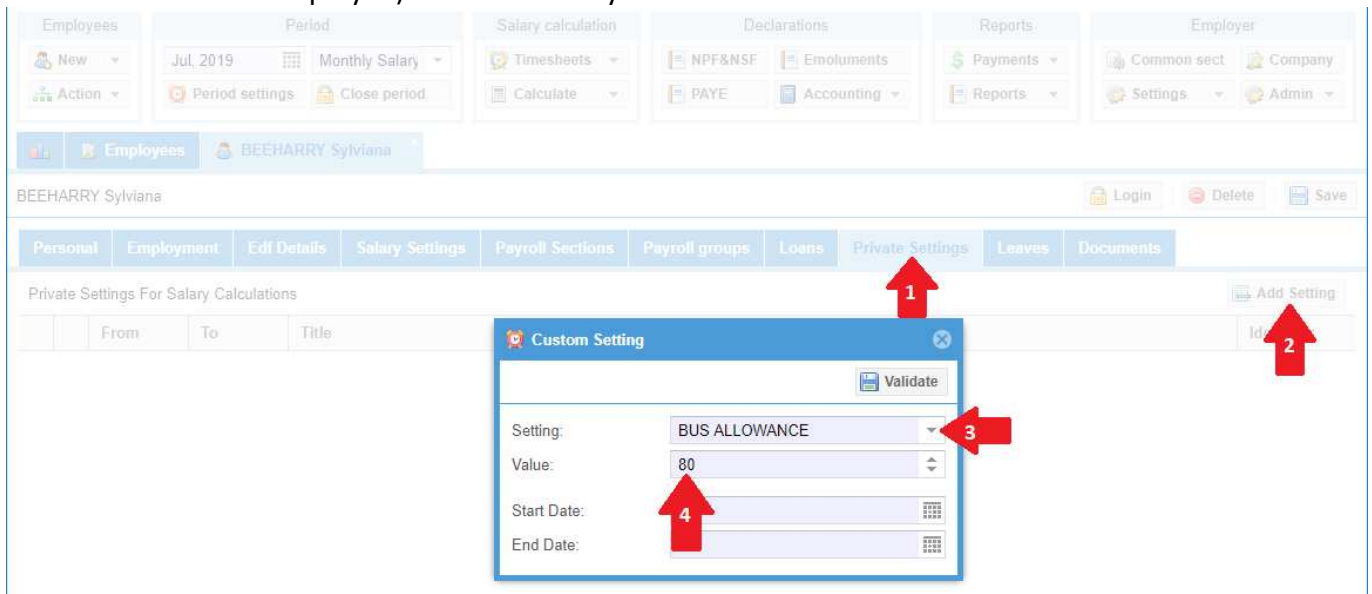 Employees Period Salary calculation Declarations Reports Employer
New Jul, 2019 Monthly Salary Timesheets NPF&NSF Emoluments Payments Common sect Company
Action Period settings Close period Calculate PAYE Accounting Reports Settings Admin
Employees BEEHARRY Sylviana
BEEHARRY Sylviana Login Delete Save
Personal Employment Edf Details Salary Settings Payroll Sections Payroll groups Loans Private Settings Leaves Documents
1
Private Settings For Salary Calculations Add Setting
From To Title
2
Custom Setting
Validate
Setting: BUS ALLOWANCE 3
Value: 80
Start Date: 4
End Date: